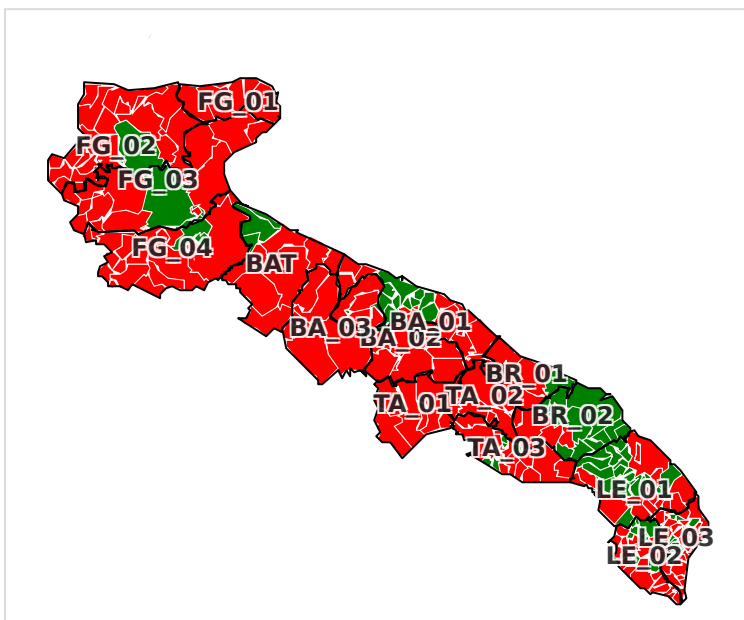 FG_01
FG_02
FG_03
FG_04
BAT
BA_01
BA_03
BA_02
BR_01
TA_02
TA_01
BR_02
TA_03
LE_01
LE_03
LE_02